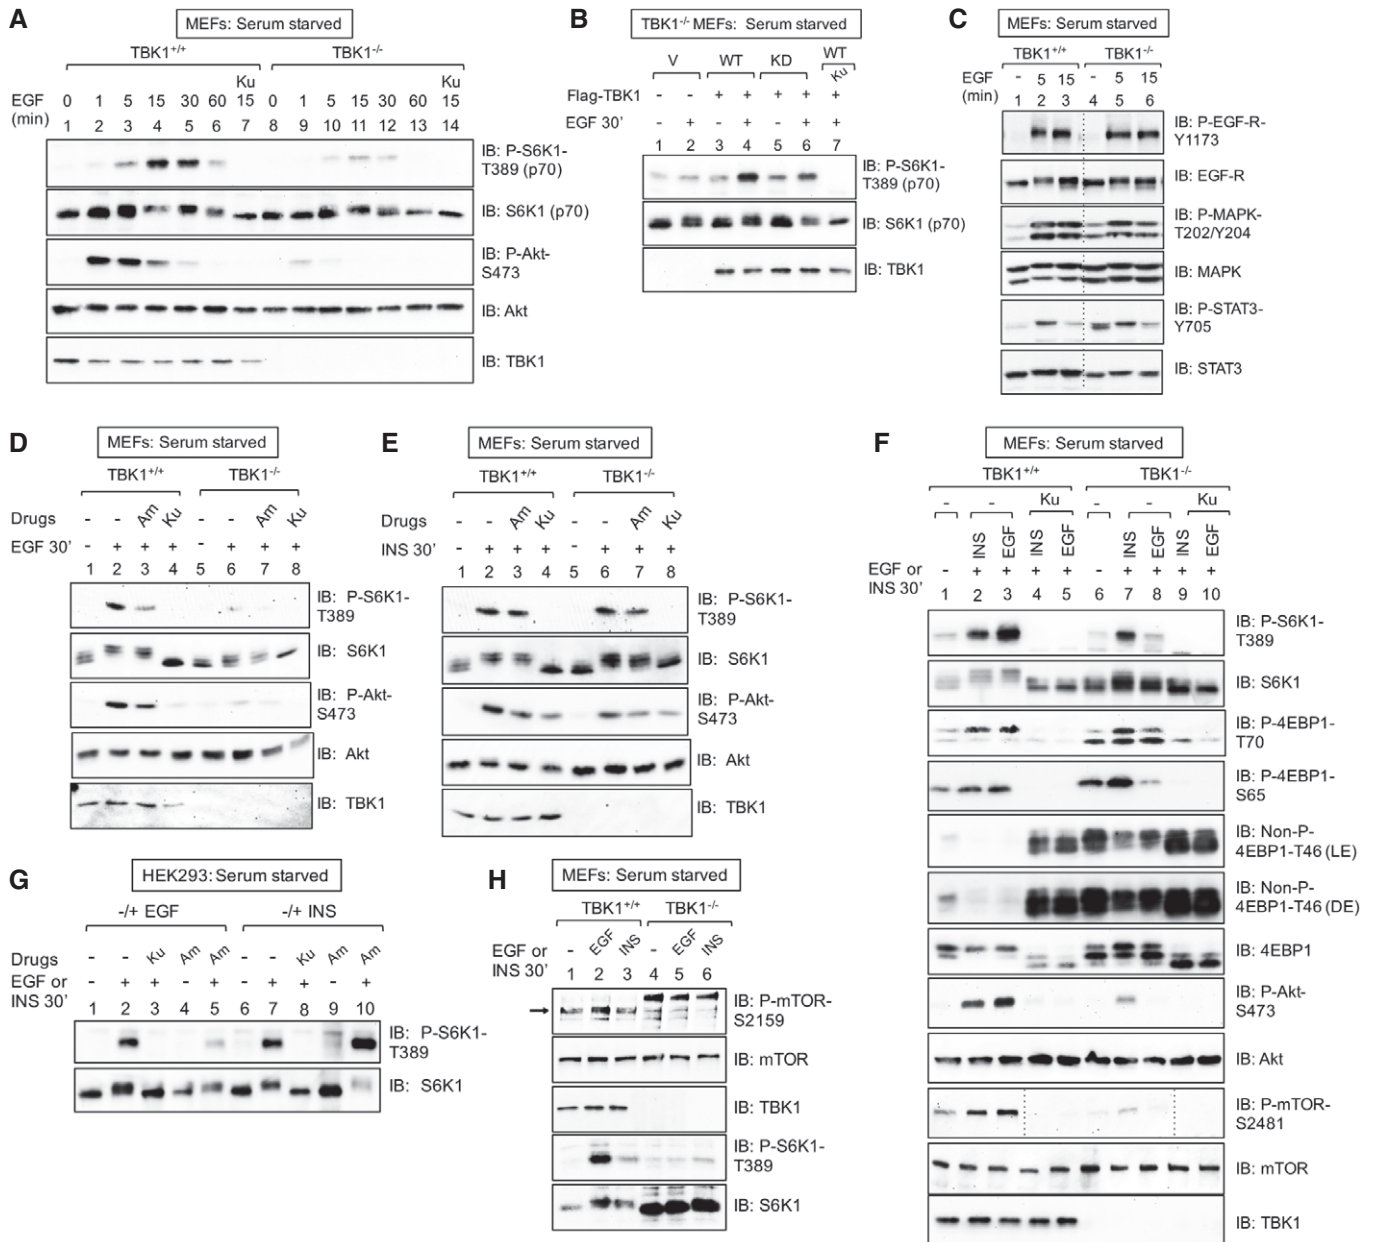 A
MEFs: Serum starved
TBK1+/+ TBK1-/-
Ku Ku
EGF 0 1 5 15 30 60 15 0 1 5 15 30 60 15
(min) 1 2 3 4 5 6 7 8 9 10 11 12 13 14
IB: P-S6K1-
T389 (p70)
IB: S6K1 (p70)
IB: P-Akt-
S473
IB: Akt
IB: TBK1
B
TBK1-/- MEFs: Serum starved
V WT KD WT
Ku
Flag-TBK1 - - + + + + +
EGF 30' - + - + - + +
1 2 3 4 5 6 7
IB: P-S6K1-
T389 (p70)
IB: S6K1 (p70)
IB: TBK1
C
MEFs: Serum starved
TBK1+/+ TBK1-/-
EGF - 5 15 - 5 15
(min) 1 2 3 4 5 6
IB: P-EGF-R-
Y1173
IB: EGF-R
IB: P-MAPK-
T202/Y204
IB: MAPK
IB: P-STAT3-
Y705
IB: STAT3
D
MEFs: Serum starved
TBK1+/+ TBK1-/-
Drugs - - Am Ku - - Am Ku
EGF 30' - + + + - + + +
1 2 3 4 5 6 7 8
IB: P-S6K1-
T389
IB: S6K1
IB: P-Akt-
S473
IB: Akt
IB: TBK1
E
MEFs: Serum starved
TBK1+/+ TBK1-/-
Drugs - - Am Ku - - Am Ku
INS 30' - + + + - + + +
1 2 3 4 5 6 7 8
IB: P-S6K1-
T389
IB: S6K1
IB: P-Akt-
S473
IB: Akt
IB: TBK1
F
MEFs: Serum starved
TBK1+/+ TBK1-/-
- - Ku - - Ku
INS EGF INS EGF INS EGF INS EGF
EGF or - + + + + - + + + +
INS 30' 1 2 3 4 5 6 7 8 9 10
IB: P-S6K1-
T389
IB: S6K1
IB: P-4EBP1-
T70
IB: P-4EBP1-
S65
IB: Non-P-
4EBP1-T46 (LE)
IB: Non-P-
4EBP1-T46 (DE)
IB: 4EBP1
IB: P-Akt-
S473
IB: Akt
IB: P-mTOR-
S2481
IB: mTOR
IB: TBK1
G
HEK293: Serum starved
-/+ EGF -/+ INS
Drugs - - Ku Am Am - - Ku Am Am
EGF or - + + - + - + + - +
INS 30' 1 2 3 4 5 6 7 8 9 10
IB: P-S6K1-
T389
IB: S6K1
H
MEFs: Serum starved
TBK1+/+ TBK1-/-
EGF or - EGF INS - EGF INS
INS 30' 1 2 3 4 5 6
IB: P-mTOR-
S2159
IB: mTOR
IB: TBK1
IB: P-S6K1-
T389
IB: S6K1